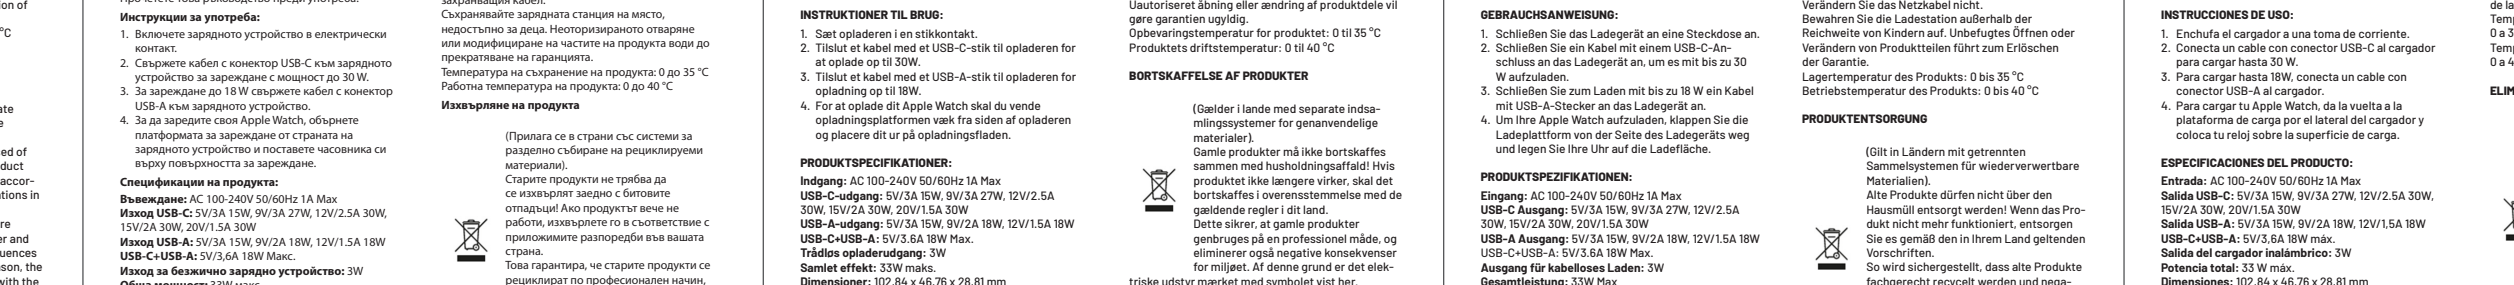 ion of
°C
ate
e
ed of
duct
accor-
tions in
re
er and
uences
son, the
with the
Инструкции за употреба:
1. Включете зарядното устройство в електрически
контакт.
2. Свържете кабел с конектор USB-C към зарядното
устройство за зареждане с мощност до 30 W.
3. За зареждане до 18 W свържете кабел с конектор
USB-A към зарядното устройство.
4. За да заредите своя Apple Watch, обърнете
платформата за зареждане от страната на
зарядното устройство и поставете часовника си
върху повърхността за зареждане.
Спецификации на продукта:
Въвеждане: AC 100-240V 50/60Hz 1A Max
Изход USB-C: 5V/3A 15W, 9V/3A 27W, 12V/2.5A 30W,
15V/2A 30W, 20V/1.5A 30W
Изход USB-A: 5V/3A 15W, 9V/2A 18W, 12V/1.5A 18W
USB-C+USB-A: 5V/3,6A 18W Макс.
Изход за безжично зарядно устройство: 3W
Обща мощност: 33W макс.
захранващия кабел.
Съхранявайте зарядната станция на място,
недостъпно за деца. Неоторизираното отваряне
или модифициране на частите на продукта води до
прекратяване на гаранцията.
Температура на съхранение на продукта: 0 до 35 °C
Работна температура на продукта: 0 до 40 °C
Изхвърляне на продукта
(Прилага се в страни със системи за
разделно събиране на рециклируеми
материали).
Старите продукти не трябва да
се изхвърлят заедно с битовите
отпадъци! Ако продуктът вече не
работи, изхвърлете го в съответствие с
приложимите разпоредби във вашата
страна.
Това гарантира, че старите продукти се
рециклират по професионален начин,
INSTRUKTIONER TIL BRUG:
1. Sæt opladeren i en stikkontakt.
2. Tilslut et kabel med et USB-C-stik til opladeren for
at oplade op til 30W.
3. Tilslut et kabel med et USB-A-stik til opladeren for
opladning op til 18W.
4. For at oplade dit Apple Watch skal du vende
opladningsplatformen væk fra siden af opladeren
og placere dit ur på opladningsfladen.
PRODUKTSPECIFIKATIONER:
Indgang: AC 100-240V 50/60Hz 1A Max
USB-C-udgang: 5V/3A 15W, 9V/3A 27W, 12V/2.5A
30W, 15V/2A 30W, 20V/1.5A 30W
USB-A-udgang: 5V/3A 15W, 9V/2A 18W, 12V/1.5A 18W
USB-C+USB-A: 5V/3.6A 18W Max.
Trådløs opladerudgang: 3W
Samlet effekt: 33W maks.
Dimensioner: 102.84 x 46.76 x 28.81 mm
Uautoriseret åbning eller ændring af produktdele vil
gøre garantien ugyldig.
Opbevaringstemperatur for produktet: 0 til 35 °C
Produktets driftstemperatur: 0 til 40 °C
BORTSKAFFELSE AF PRODUKTER
(Gælder i lande med separate indsa-
mlingssystemer for genanvendelige
materialer).
Gamle produkter må ikke bortskaffes
sammen med husholdningsaffald! Hvis
produktet ikke længere virker, skal det
bortskaffes i overensstemmelse med de
gældende regler i dit land.
Dette sikrer, at gamle produkter
genbruges på en professionel måde, og
eliminerer også negative konsekvenser
for miljøet. Af denne grund er det elek-
triske udstyr mærket med symbolet vist her.
GEBRAUCHSANWEISUNG:
1. Schließen Sie das Ladegerät an eine Steckdose an.
2. Schließen Sie ein Kabel mit einem USB-C-An-
schluss an das Ladegerät an, um es mit bis zu 30
W aufzuladen.
3. Schließen Sie zum Laden mit bis zu 18 W ein Kabel
mit USB-A-Stecker an das Ladegerät an.
4. Um Ihre Apple Watch aufzuladen, klappen Sie die
Ladeplattform von der Seite des Ladegeräts weg
und legen Sie Ihre Uhr auf die Ladefläche.
PRODUKTSPEZIFIKATIONEN:
Eingang: AC 100-240V 50/60Hz 1A Max
USB-C Ausgang: 5V/3A 15W, 9V/3A 27W, 12V/2.5A
30W, 15V/2A 30W, 20V/1.5A 30W
USB-A Ausgang: 5V/3A 15W, 9V/2A 18W, 12V/1.5A 18W
USB-C+USB-A: 5V/3.6A 18W Max.
Ausgang für kabelloses Laden: 3W
Gesamtleistung: 33W Max
Verändern Sie das Netzkabel nicht.
Bewahren Sie die Ladestation außerhalb der
Reichweite von Kindern auf. Unbefugtes Öffnen oder
Verändern von Produktteilen führt zum Erlöschen
der Garantie.
Lagertemperatur des Produkts: 0 bis 35 °C
Betriebstemperatur des Produkts: 0 bis 40 °C
PRODUKTENTSORGUNG
(Gilt in Ländern mit getrennten
Sammelsystemen für wiederverwertbare
Materialien).
Alte Produkte dürfen nicht über den
Hausmüll entsorgt werden! Wenn das Pro-
dukt nicht mehr funktioniert, entsorgen
Sie es gemäß den in Ihrem Land geltenden
Vorschriften.
So wird sichergestellt, dass alte Produkte
fachgerecht recycelt werden und nega-
INSTRUCCIONES DE USO:
1. Enchufa el cargador a una toma de corriente.
2. Conecta un cable con conector USB-C al cargador
para cargar hasta 30 W.
3. Para cargar hasta 18W, conecta un cable con
conector USB-A al cargador.
4. Para cargar tu Apple Watch, da la vuelta a la
plataforma de carga por el lateral del cargador y
coloca tu reloj sobre la superficie de carga.
ESPECIFICACIONES DEL PRODUCTO:
Entrada: AC 100-240V 50/60Hz 1A Max
Salida USB-C: 5V/3A 15W, 9V/3A 27W, 12V/2.5A 30W,
15V/2A 30W, 20V/1.5A 30W
Salida USB-A: 5V/3A 15W, 9V/2A 18W, 12V/1,5A 18W
USB-C+USB-A: 5V/3,6A 18W máx.
Salida del cargador inalámbrico: 3W
Potencia total: 33 W máx.
Dimensiones: 102.84 x 46.76 x 28.81 mm
de la
Temp
0 a 3
Temp
0 a 4
ELIM